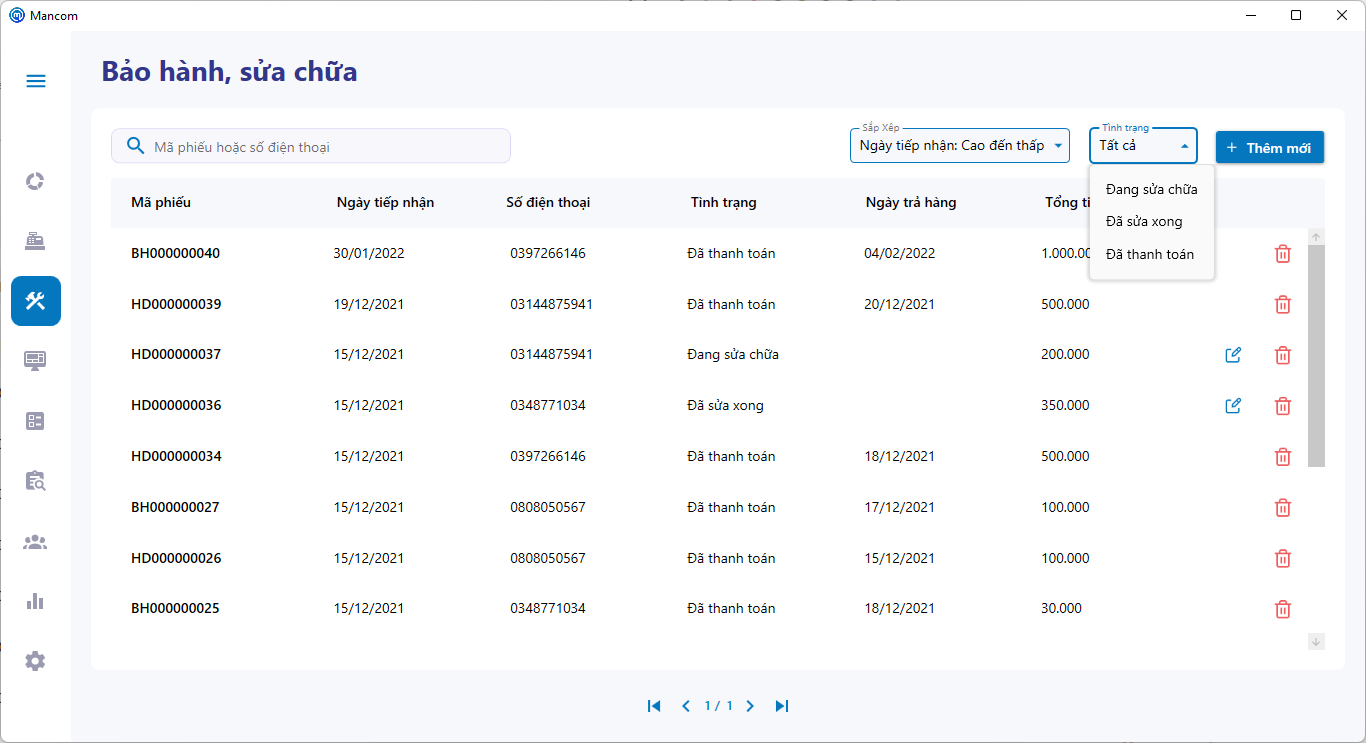 Mancom
Bảo hành, sửa chữa
Mã phiếu hoặc số điện thoại
Sắp Xếp
Ngày tiếp nhận: Cao đến thấp
Tình trạng
Tất cả
+ Thêm mới
Đang sửa chữa
Đã sửa xong
Đã thanh toán
Mã phiếu Ngày tiếp nhận Số điện thoại Tình trạng Ngày trả hàng Tổng
BH000000040 30/01/2022 0397266146 Đã thanh toán 04/02/2022 1.000.00
HD000000039 19/12/2021 03144875941 Đã thanh toán 20/12/2021 500.000
HD000000037 15/12/2021 03144875941 Đang sửa chữa 200.000
HD000000036 15/12/2021 0348771034 Đã sửa xong 350.000
HD000000034 15/12/2021 0397266146 Đã thanh toán 18/12/2021 500.000
BH000000027 15/12/2021 0808050567 Đã thanh toán 17/12/2021 100.000
HD000000026 15/12/2021 0808050567 Đã thanh toán 15/12/2021 100.000
BH000000025 15/12/2021 0348771034 Đã thanh toán 18/12/2021 30.000
1 / 1